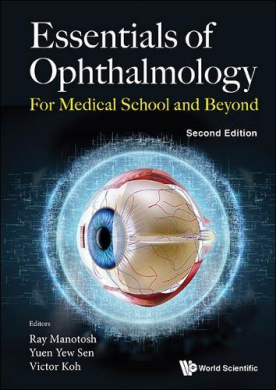 Essentials of
Ophthalmology
For Medical School and Beyond
Second Edition
Editors
Ray Manotosh
Yuen Yew Sen
Victor Koh
World Scientific